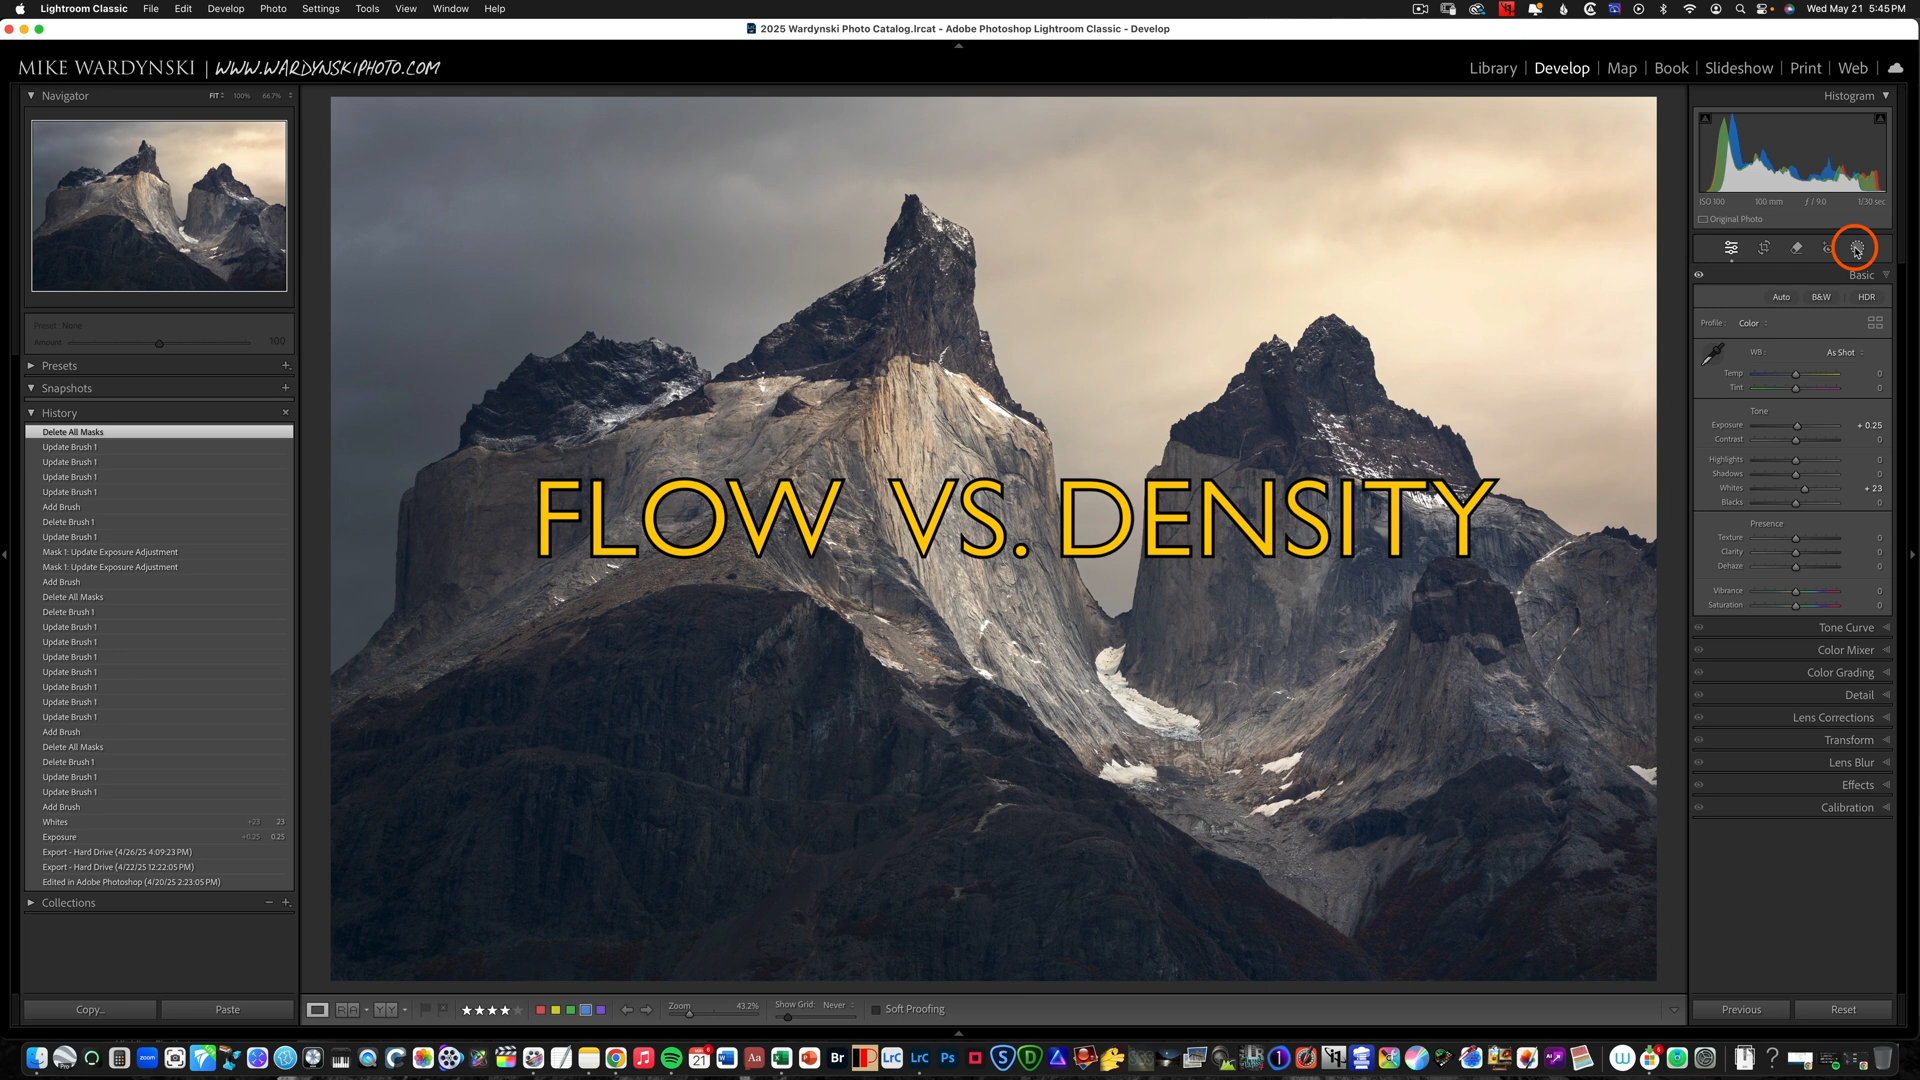 Lightroom Classic File Edit Develop Photo Settings Tools View Window Help
Wed May 21 5:45 PM
2025 Wardynski Photo Catalog.lrcat - Adobe Photoshop Lightroom Classic - Develop
MIKE WARDYNSKI | WWW.WARDYNSKIPHOTO.COM
Library | Develop | Map | Book | Slideshow | Print | Web
Navigator FIT 100% 66.7%
Histogram
ISO 100 100 mm ƒ / 9.0 1/30 sec
Original Photo
Basic
Auto B&W HDR
Profile : Color
WB : As Shot
Temp 0
Tint 0
Tone
Exposure + 0.25
Contrast 0
Highlights 0
Shadows 0
Whites + 23
Blacks 0
Presence
Texture 0
Clarity 0
Dehaze 0
Vibrance 0
Saturation 0
Tone Curve
Color Mixer
Color Grading
Detail
Lens Corrections
Transform
Lens Blur
Effects
Calibration
Previous Reset
Preset None
Amount 100
Presets
Snapshots
History
Delete All Masks
Update Brush 1
Update Brush 1
Update Brush 1
Update Brush 1
Add Brush
Delete Brush 1
Update Brush 1
Mask 1: Update Exposure Adjustment
Mask 1: Update Exposure Adjustment
Add Brush
Delete All Masks
Delete Brush 1
Update Brush 1
Update Brush 1
Update Brush 1
Update Brush 1
Update Brush 1
Update Brush 1
Update Brush 1
Add Brush
Delete All Masks
Delete Brush 1
Update Brush 1
Update Brush 1
Add Brush
Whites +23 23
Exposure +0.25 0.25
Export - Hard Drive (4/26/25 4:09:23 PM)
Export - Hard Drive (4/22/25 12:22:05 PM)
Edited in Adobe Photoshop (4/20/25 2:23:05 PM)
Collections
Copy... Paste
FLOW VS. DENSITY
Zoom 43.2% Show Grid: Never Soft Proofing
zoom 21 W Aa Br LrC LrC Ps